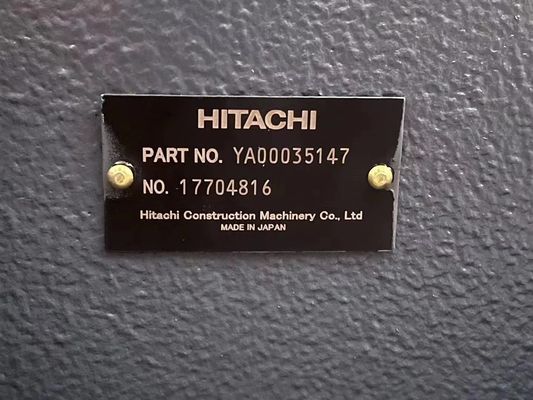 HITACHI
PART NO. YA00035147
NO. 17704816
Hitachi Construction Machinery Co., Ltd
MADE IN JAPAN